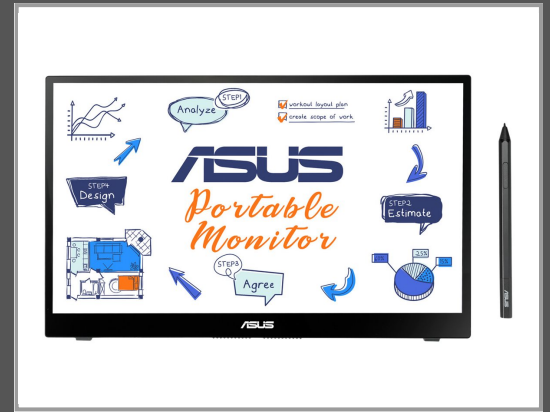 STEP1
Analyze
workout layout plan
create scope of work
ASUS
Portable
Monitor
STEP4
Design
STEP2
Estimate
25%
STEP3
Agree
ASUS
ASUS